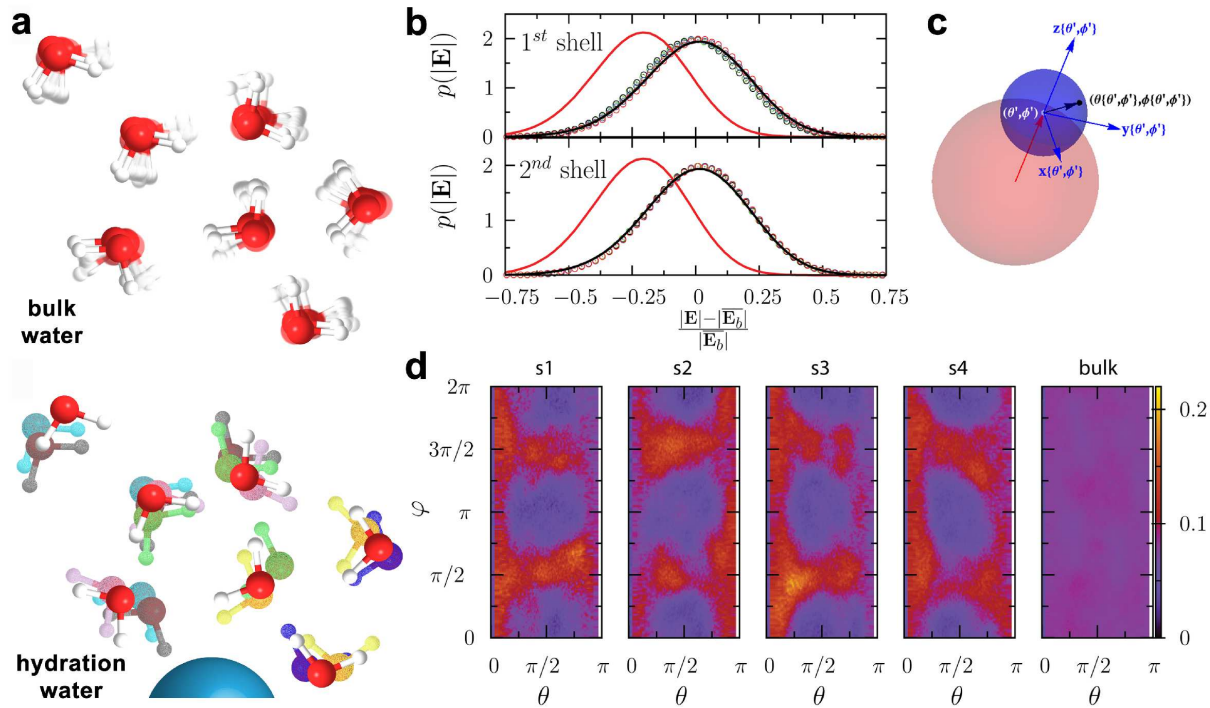 a
bulk
water
hydration
water
b
1st shell
p(|E|)
2
1
0
2nd shell
p(|E|)
2
1
0
−0.75 −0.5 −0.25 0 0.25 0.5 0.75
|E|−|E̅b̅|
|E̅b̅|
c
z{θ',ϕ'}
(θ{θ',ϕ'},ϕ{θ',ϕ'})
(θ',ϕ')
y{θ',ϕ'}
x{θ',ϕ'}
d
s1 s2 s3 s4 bulk
2π
3π/2
φ
π
π/2
0
0.2
0.1
0
0 π/2 π 0 π/2 π 0 π/2 π 0 π/2 π 0 π/2 π
θ θ θ θ θ